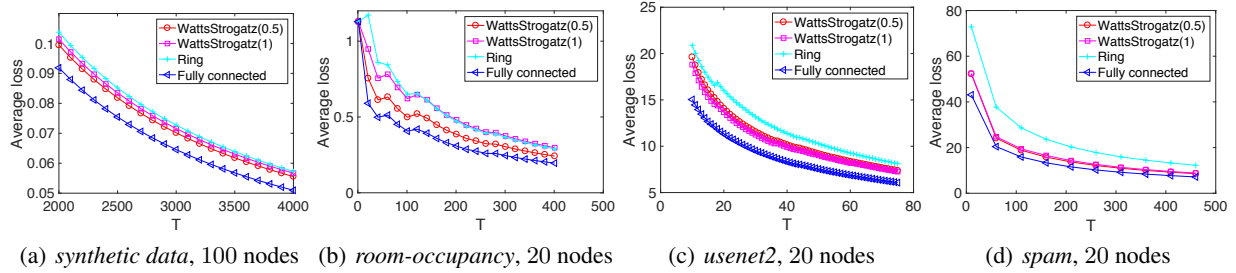 Average loss
0.1
0.09
0.08
0.07
0.06
0.05
2000 2500 3000 3500 4000
T
WattsStrogatz(0.5)
WattsStrogatz(1)
Ring
Fully connected
(a) synthetic data, 100 nodes
Average loss
1
0.5
0
0 100 200 300 400 500
T
WattsStrogatz(0.5)
WattsStrogatz(1)
Ring
Fully connected
(b) room-occupancy, 20 nodes
Average loss
25
20
15
10
5
0 20 40 60 80
T
WattsStrogatz(0.5)
WattsStrogatz(1)
Ring
Fully connected
(c) usenet2, 20 nodes
Average loss
80
60
40
20
0
0 100 200 300 400 500
T
WattsStrogatz(0.5)
WattsStrogatz(1)
Ring
Fully connected
(d) spam, 20 nodes